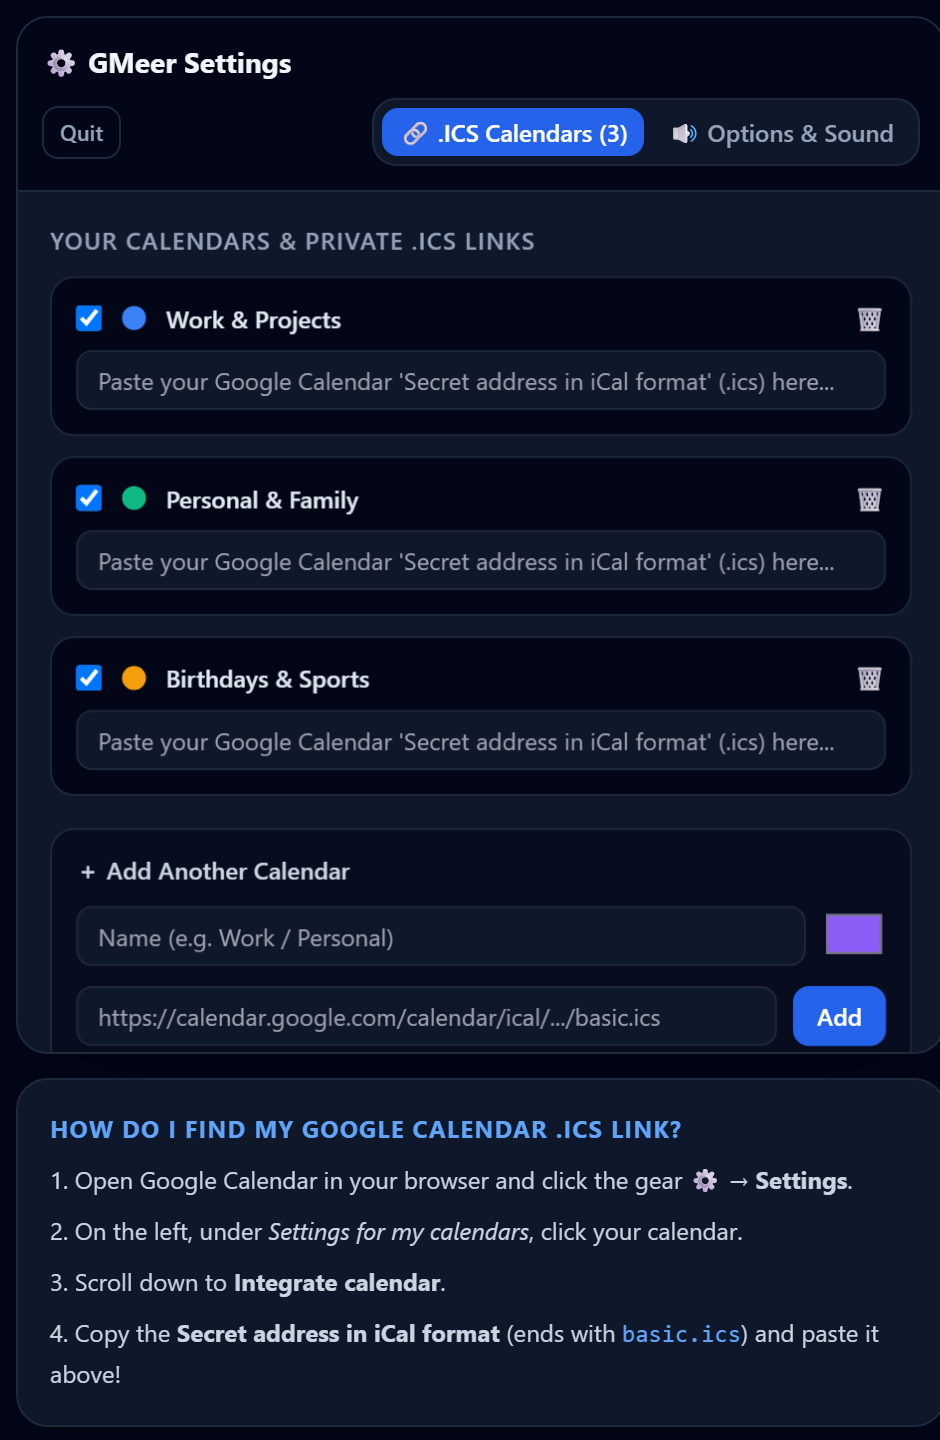 GMeer Settings
Quit
.ICS Calendars (3)
Options & Sound
YOUR CALENDARS & PRIVATE .ICS LINKS
Work & Projects
Paste your Google Calendar 'Secret address in iCal format' (.ics) here...
Personal & Family
Paste your Google Calendar 'Secret address in iCal format' (.ics) here...
Birthdays & Sports
Paste your Google Calendar 'Secret address in iCal format' (.ics) here...
+ Add Another Calendar
Name (e.g. Work / Personal)
https://calendar.google.com/calendar/ical/.../basic.ics
Add
HOW DO I FIND MY GOOGLE CALENDAR .ICS LINK?
1. Open Google Calendar in your browser and click the gear ⚙ → Settings.
2. On the left, under Settings for my calendars, click your calendar.
3. Scroll down to Integrate calendar.
4. Copy the Secret address in iCal format (ends with basic.ics) and paste it
above!